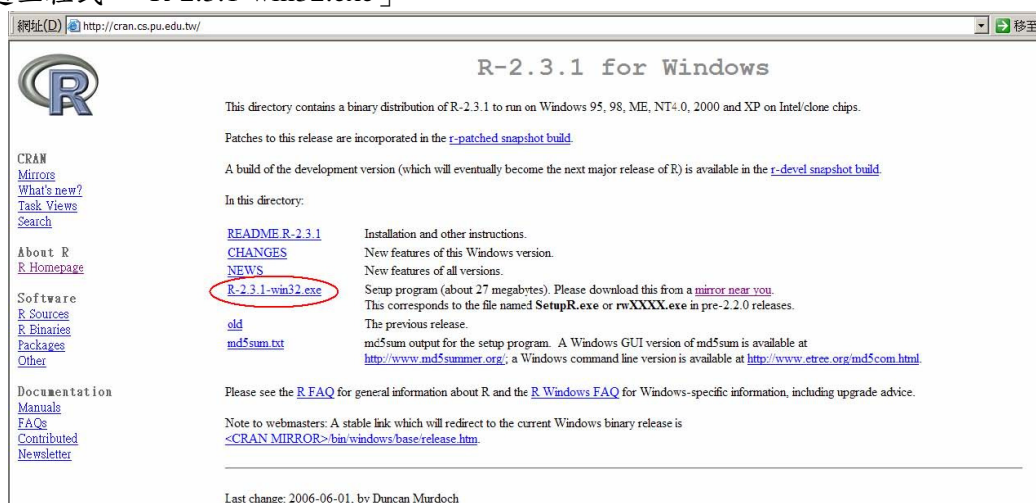 R-2.3.1-win32.exe」
網址(D) http://cran.cs.pu.edu.tw/ 移至
R
R-2.3.1 for Windows
This directory contains a binary distribution of R-2.3.1 to run on Windows 95, 98, ME, NT4.0, 2000 and XP on Intel/clone chips.
Patches to this release are incorporated in the r-patched snapshot build.
A build of the development version (which will eventually become the next major release of R) is available in the r-devel snapshot build.
In this directory:
README.R-2.3.1 Installation and other instructions.
CHANGES New features of this Windows version.
NEWS New features of all versions.
R-2.3.1-win32.exe Setup program (about 27 megabytes). Please download this from a mirror near you.
This corresponds to the file named SetupR.exe or rwXXXX.exe in pre-2.2.0 releases.
old The previous release.
md5sum.txt md5sum output for the setup program. A Windows GUI version of md5sum is available at
http://www.md5summer.org/; a Windows command line version is available at http://www.etree.org/md5com.html.
Please see the R FAQ for general information about R and the R Windows FAQ for Windows-specific information, including upgrade advice.
Note to webmasters: A stable link which will redirect to the current Windows binary release is
<CRAN MIRROR>/bin/windows/base/release.htm.
Last change: 2006-06-01, by Duncan Murdoch
CRAN
Mirrors
What's new?
Task Views
Search
About R
R Homepage
Software
R Sources
R Binaries
Packages
Other
Documentation
Manuals
FAQs
Contributed
Newsletter